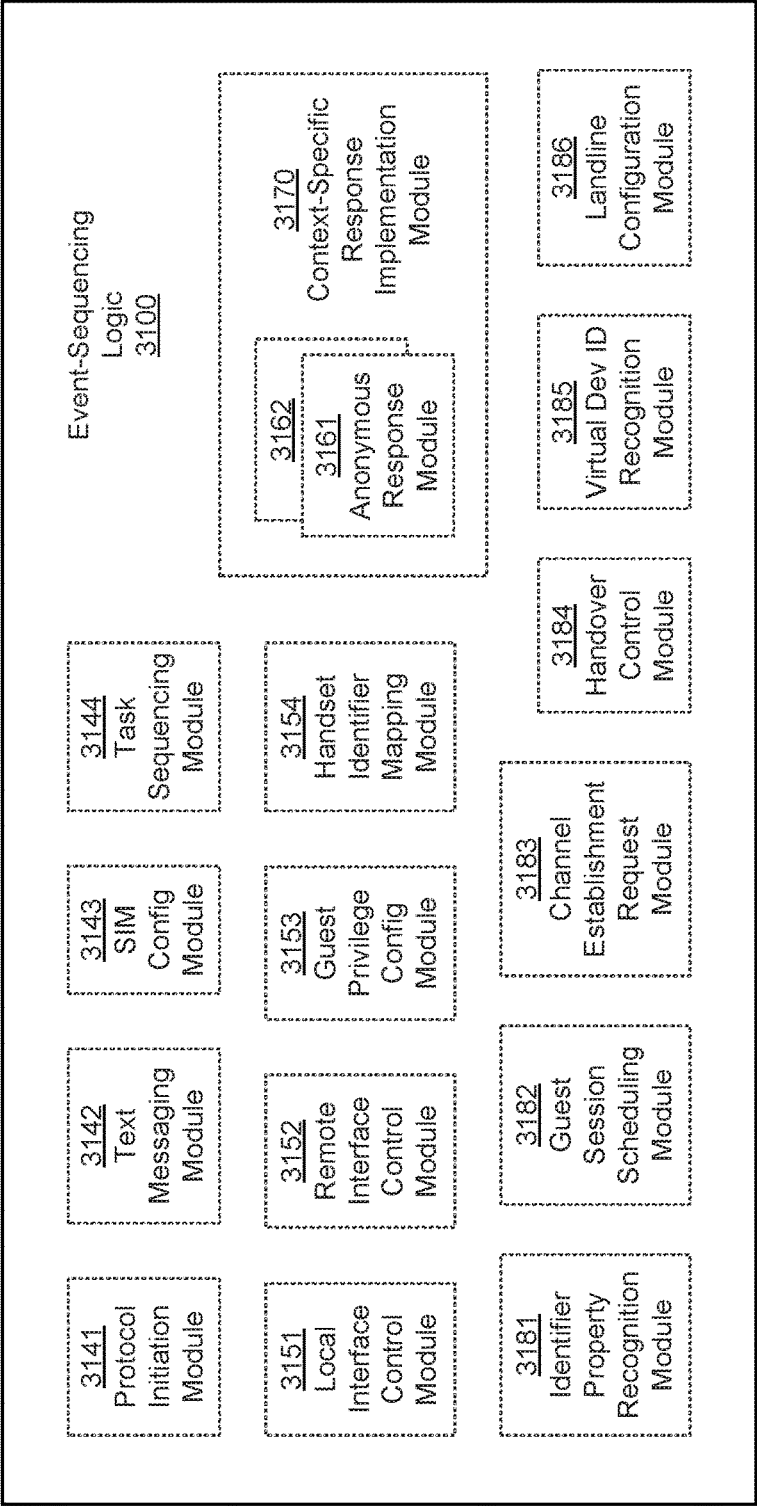 Event-Sequencing
Logic
3100
3141
Protocol
Initiation
Module
3142
Text
Messaging
Module
3143
SIM
Config
Module
3144
Task
Sequencing
Module
3151
Local
Interface
Control
Module
3152
Remote
Interface
Control
Module
3153
Guest
Privilege
Config
Module
3154
Handset
Identifier
Mapping
Module
3162
3161
Anonymous
Response
Module
3170
Context-Specific
Response
Implementation
Module
3181
Identifier
Property
Recognition
Module
3182
Guest
Session
Scheduling
Module
3183
Channel
Establishment
Request
Module
3184
Handover
Control
Module
3185
Virtual Dev ID
Recognition
Module
3186
Landline
Configuration
Module